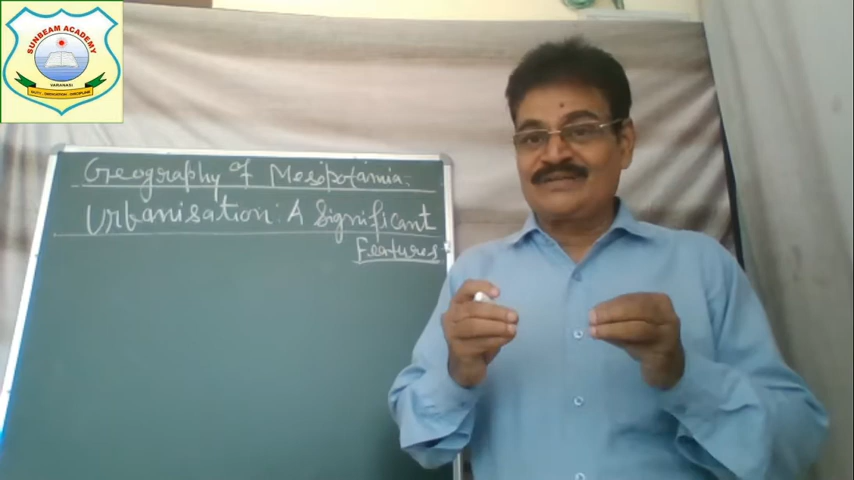 SUNBEAM ACADEMY
VARANASI
Geography of Mesopotamia:
Urbanisation: A Significant
Features